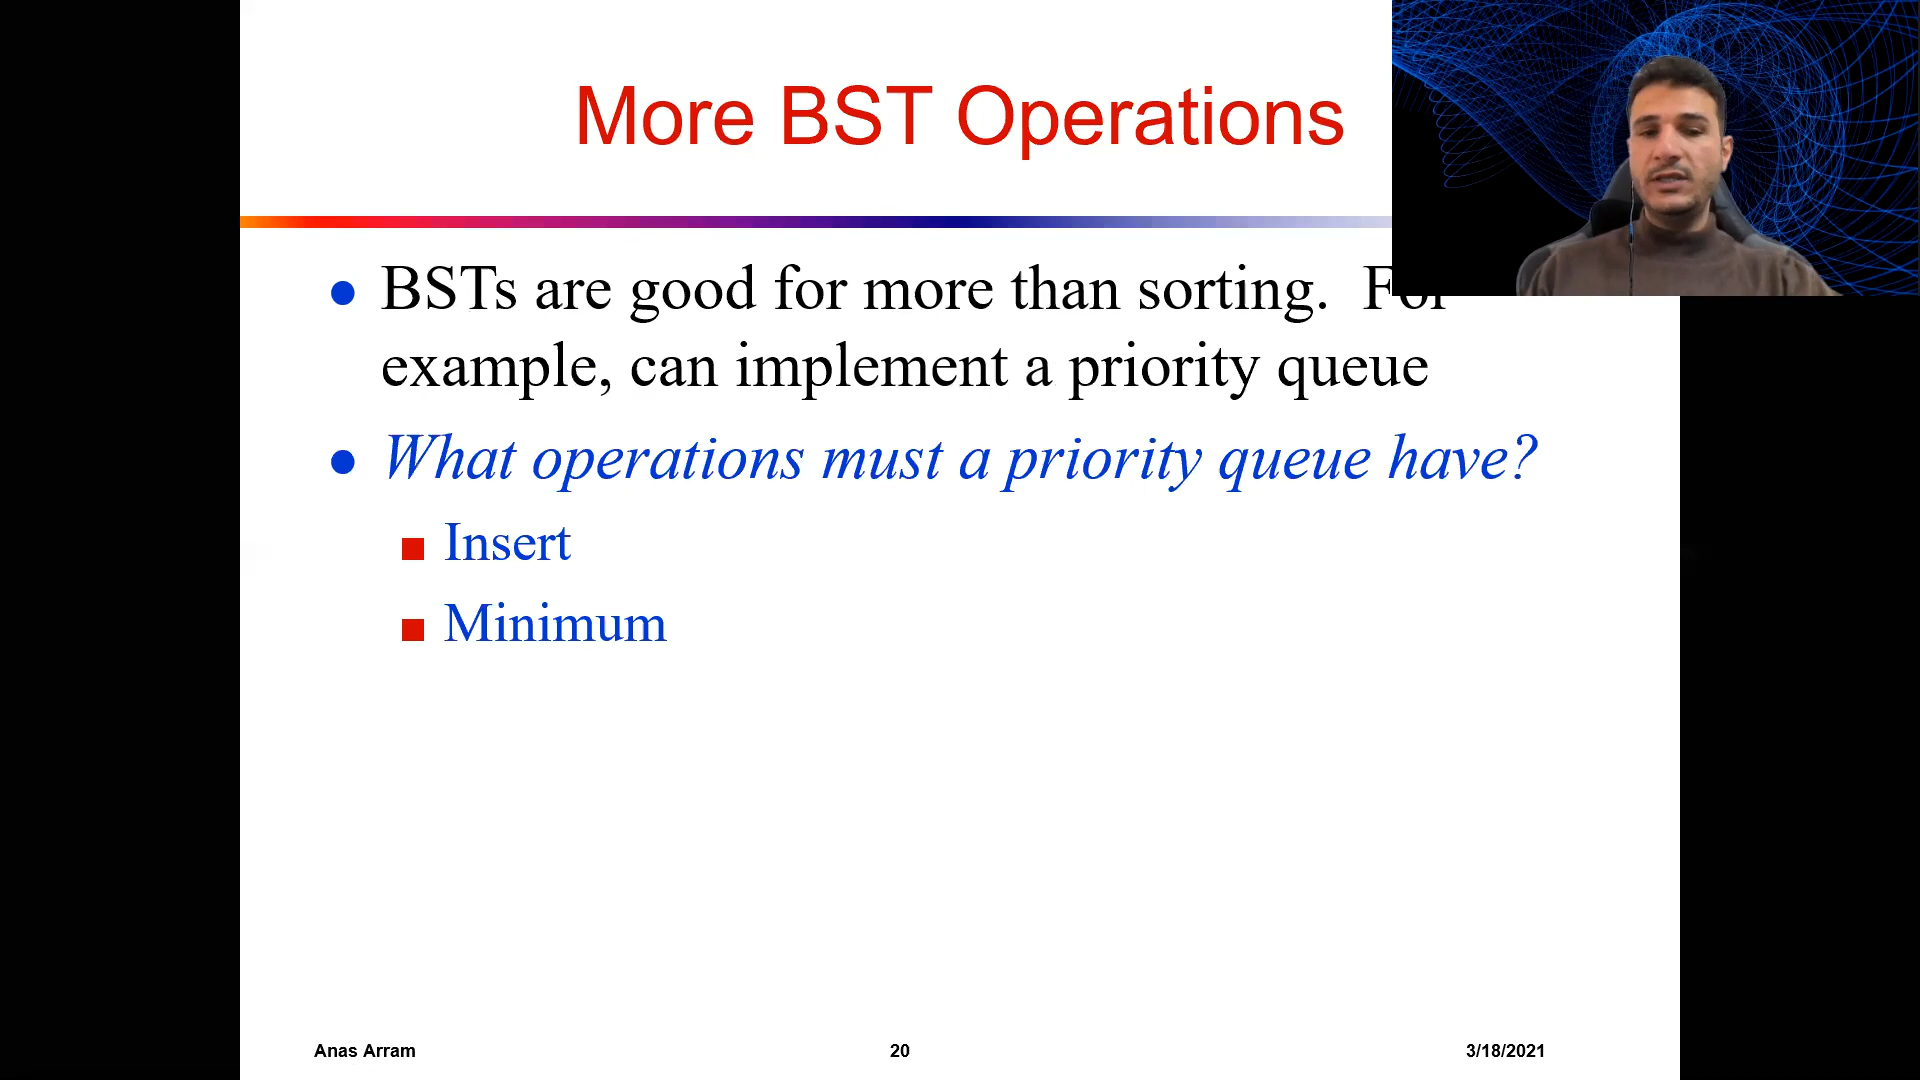 More BST Operations
• BSTs are good for more than sorting. For
example, can implement a priority queue
• What operations must a priority queue have?
■ Insert
■ Minimum
Anas Arram 20 3/18/2021